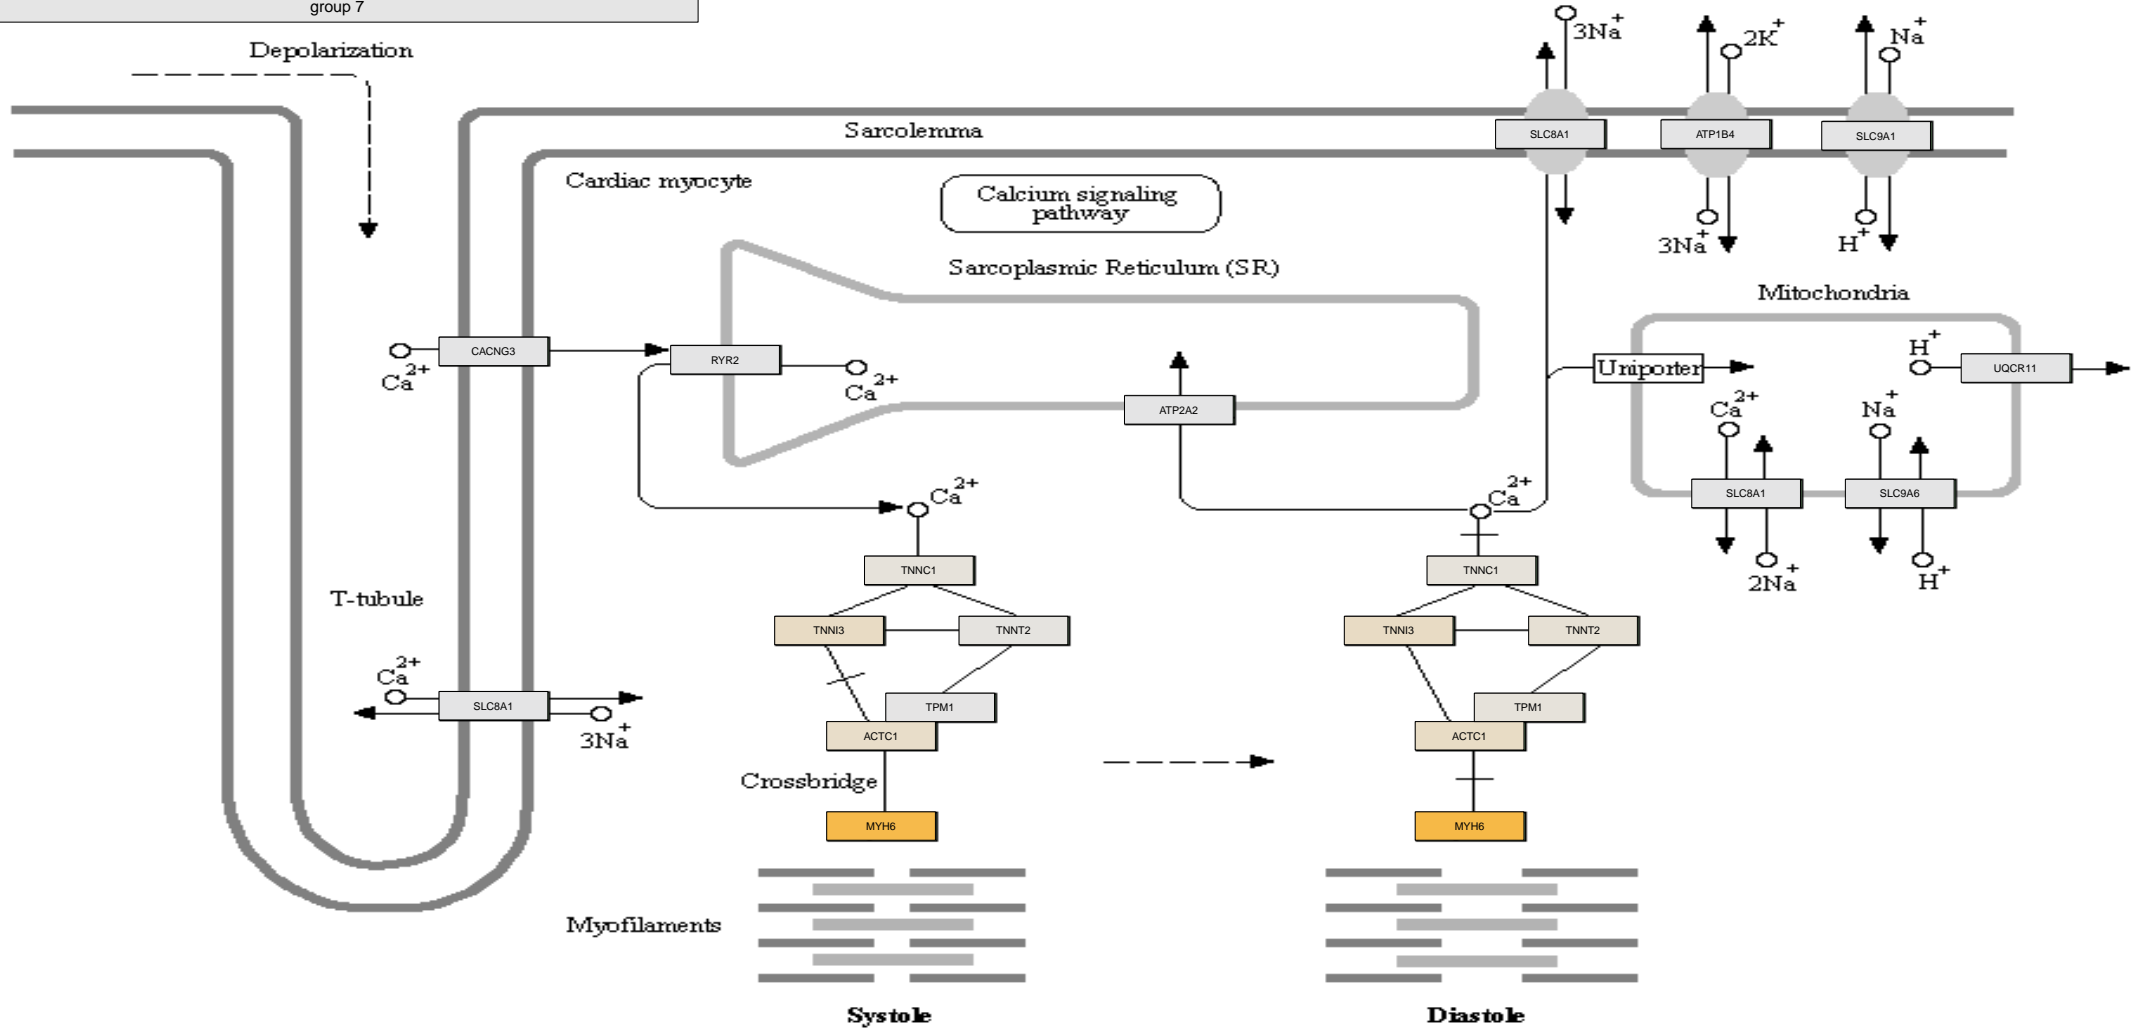 group 7
Depolarization
3Na+
2K+
Na+
Sarcolemma
SLC8A1
ATP1B4
SLC9A1
Cardiac myocyte
Calcium signaling
pathway
3Na+
H+
Sarcoplasmic Reticulum (SR)
Mitochondria
CACNG3
Ca2+
RYR2
Ca2+
ATP2A2
Uniporter
H+
UQCR11
Ca2+
Na+
SLC8A1
SLC9A6
2Na+
H+
Ca2+
Ca2+
TNNC1
TNNI3
TNNT2
TPM1
ACTC1
Crossbridge
MYH6
TNNC1
TNNI3
TNNT2
TPM1
ACTC1
MYH6
T-tubule
Ca2+
SLC8A1
3Na+
Myofilaments
Systole
Diastole